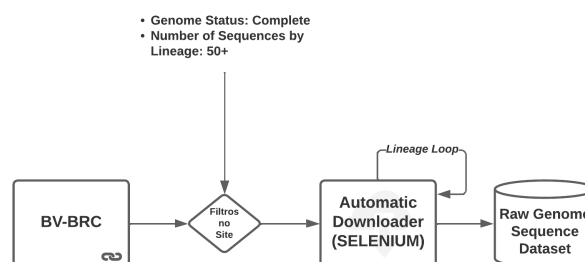 • Genome Status: Complete
• Number of Sequences by
Lineage: 50+
Lineage Loop
BV-BRC
Filtros
no
Site
Automatic
Downloader
(SELENIUM)
Raw Genome
Sequence
Dataset